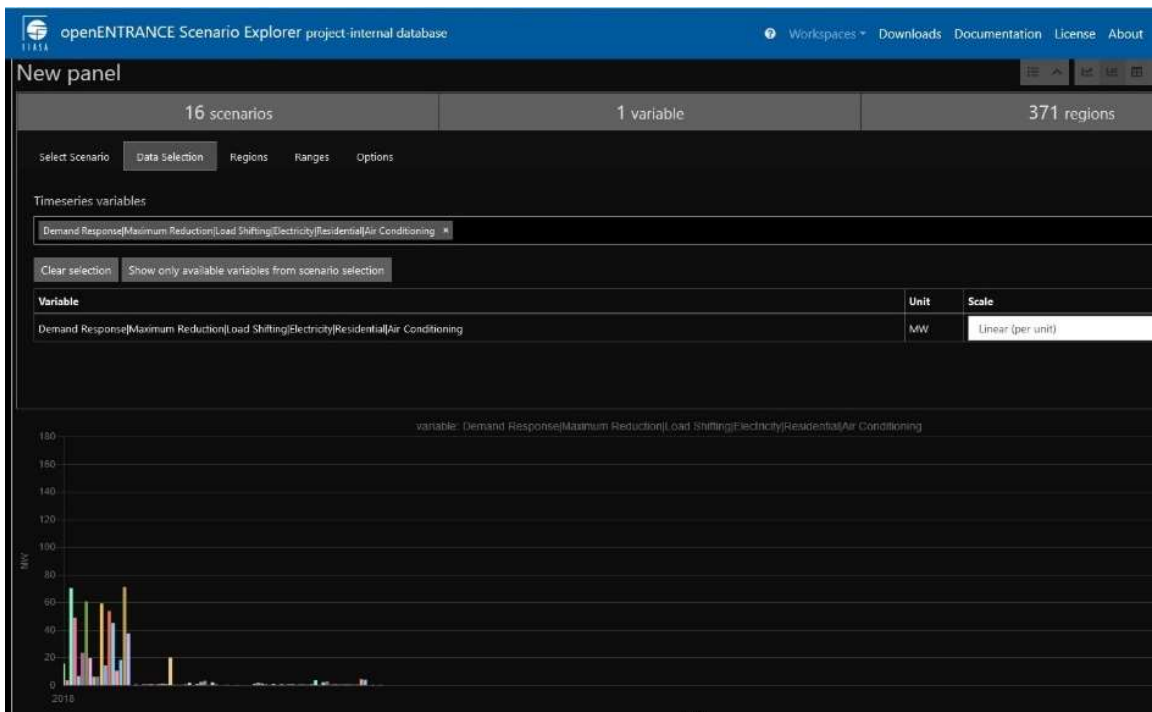 openENTRANCE Scenario Explorer project-internal database
Workspaces Downloads Documentation License About
IIASA
New panel
16 scenarios 1 variable 371 regions
Select Scenario Data Selection Regions Ranges Options
Timeseries variables
Demand Response|Maximum Reduction|Load Shifting|Electricity|Residential|Air Conditioning ×
Clear selection Show only available variables from scenario selection
Variable Unit Scale
Demand Response|Maximum Reduction|Load Shifting|Electricity|Residential|Air Conditioning MW Linear (per unit)
variable: Demand Response|Maximum Reduction|Load Shifting|Electricity|Residential|Air Conditioning
180
160
140
120
100
MW
80
60
40
20
0
2018